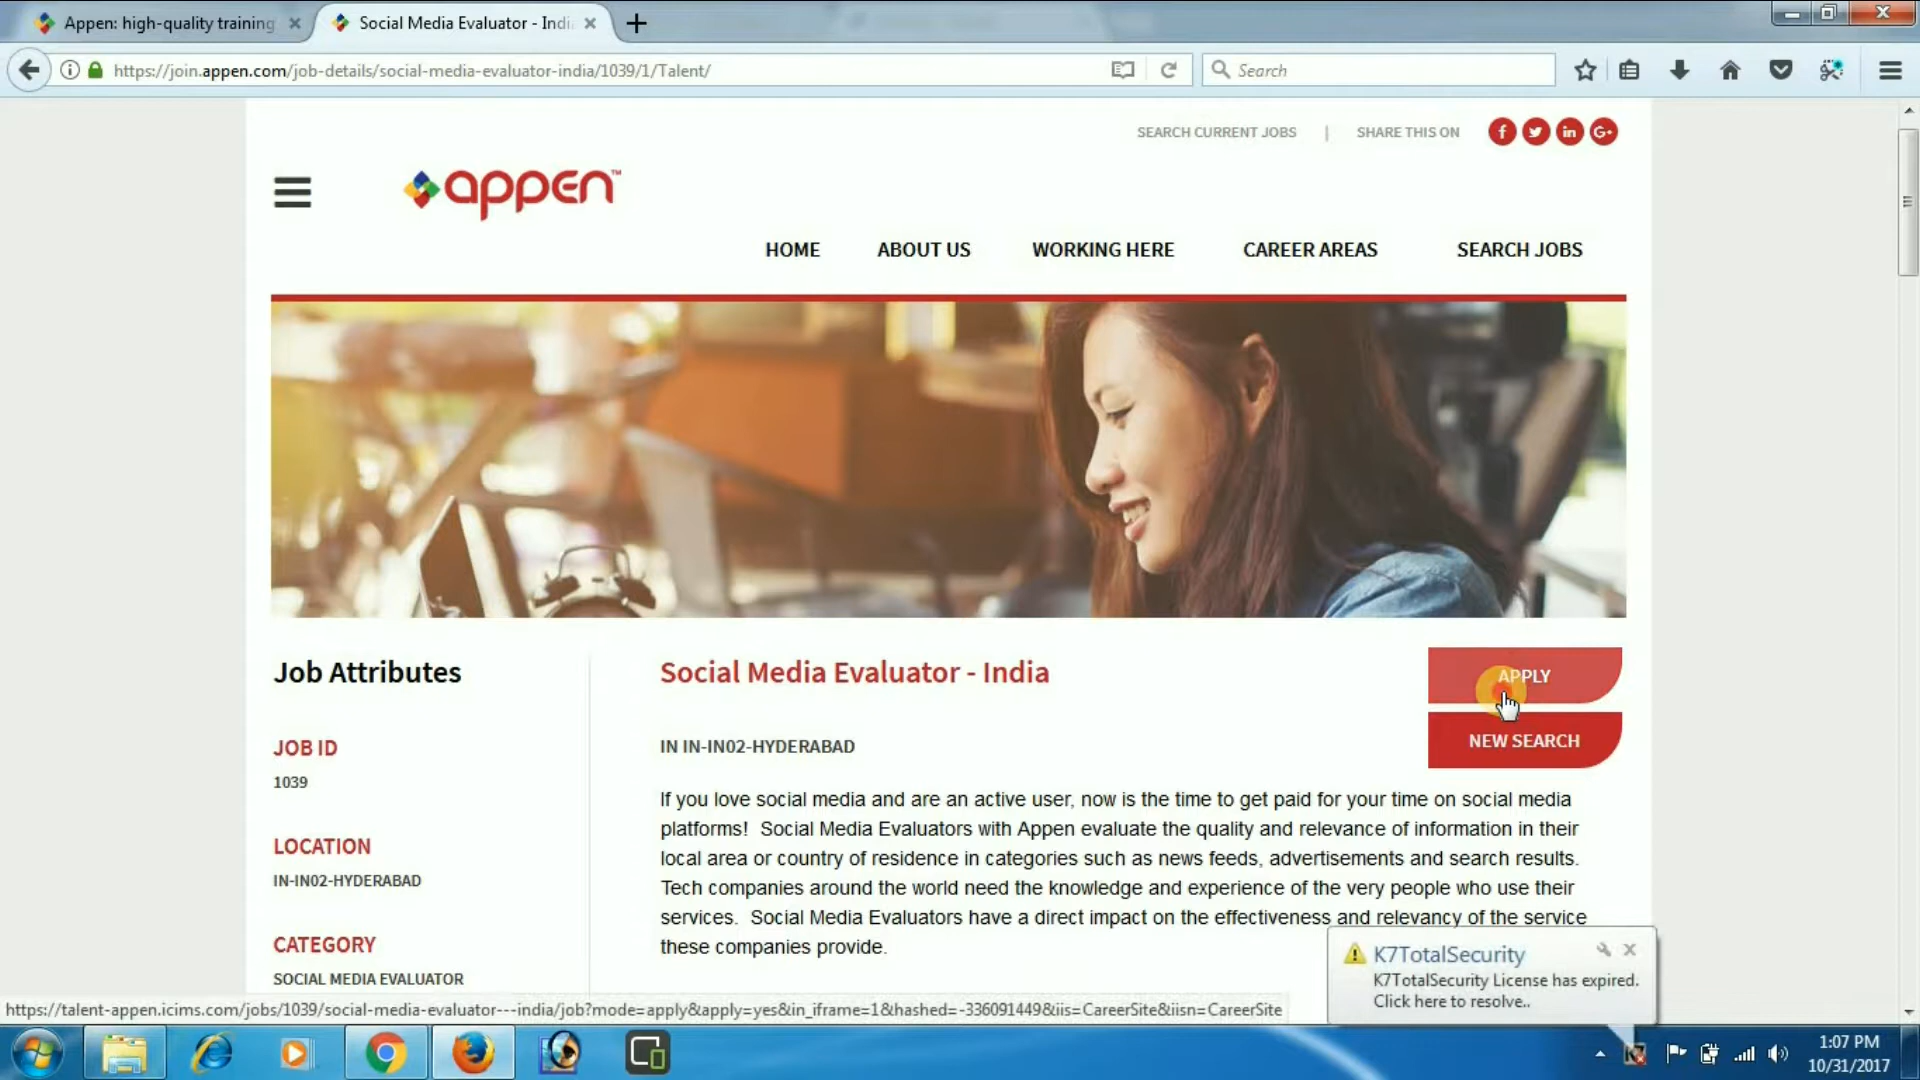 Appen: high-quality training
Social Media Evaluator - Indi
https://join.appen.com/job-details/social-media-evaluator-india/1039/1/Talent/
Search
SEARCH CURRENT JOBS | SHARE THIS ON
appen™
HOME ABOUT US WORKING HERE CAREER AREAS SEARCH JOBS
Job Attributes
JOB ID
1039
LOCATION
IN-IN02-HYDERABAD
CATEGORY
SOCIAL MEDIA EVALUATOR
Social Media Evaluator - India
APPLY
NEW SEARCH
IN IN-IN02-HYDERABAD
If you love social media and are an active user, now is the time to get paid for your time on social media
platforms!  Social Media Evaluators with Appen evaluate the quality and relevance of information in their
local area or country of residence in categories such as news feeds, advertisements and search results.
Tech companies around the world need the knowledge and experience of the very people who use their
services.  Social Media Evaluators have a direct impact on the effectiveness and relevancy of the service
these companies provide.
K7TotalSecurity
K7TotalSecurity License has expired.
Click here to resolve..
https://talent-appen.icims.com/jobs/1039/social-media-evaluator---india/job?mode=apply&apply=yes&in_iframe=1&hashed=-336091449&iis=CareerSite&iisn=CareerSite
1:07 PM
10/31/2017